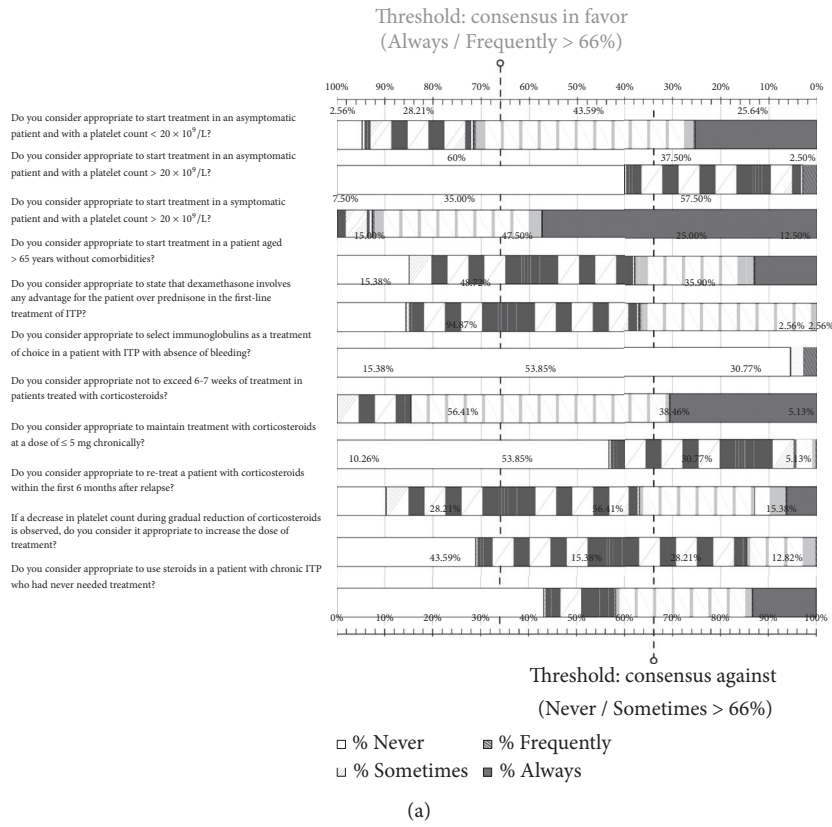 Threshold: consensus in favor
(Always / Frequently > 66%)
100% 90% 80% 70% 60% 50% 40% 30% 20% 10% 0%
2.56% 28.21% 43.59% 25.64%
Do you consider appropriate to start treatment in an asymptomatic
patient and with a platelet count < 20 × 10⁹/L?
60% 37.50% 2.50%
Do you consider appropriate to start treatment in an asymptomatic
patient and with a platelet count > 20 × 10⁹/L?
7.50% 35.00% 57.50%
Do you consider appropriate to start treatment in a symptomatic
patient and with a platelet count > 20 × 10⁹/L?
15.00% 47.50% 25.00% 12.50%
Do you consider appropriate to start treatment in a patient aged
> 65 years without comorbidities?
15.38% 48.72% 35.90%
Do you consider appropriate to state that dexamethasone involves
any advantage for the patient over prednisone in the first-line
treatment of ITP?
94.87% 2.56% 2.56%
Do you consider appropriate to select immunoglobulins as a treatment
of choice in a patient with ITP with absence of bleeding?
15.38% 53.85% 30.77%
Do you consider appropriate not to exceed 6-7 weeks of treatment in
patients treated with corticosteroids?
56.41% 38.46% 5.13%
Do you consider appropriate to maintain treatment with corticosteroids
at a dose of ≤ 5 mg chronically?
10.26% 53.85% 30.77% 5.13%
Do you consider appropriate to re-treat a patient with corticosteroids
within the first 6 months after relapse?
28.21% 56.41% 15.38%
If a decrease in platelet count during gradual reduction of corticosteroids
is observed, do you consider it appropriate to increase the dose of
treatment?
43.59% 15.38% 28.21% 12.82%
Do you consider appropriate to use steroids in a patient with chronic ITP
who had never needed treatment?
0% 10% 20% 30% 40% 50% 60% 70% 80% 90% 100%
Threshold: consensus against
(Never / Sometimes > 66%)
% Never % Frequently
% Sometimes % Always
(a)